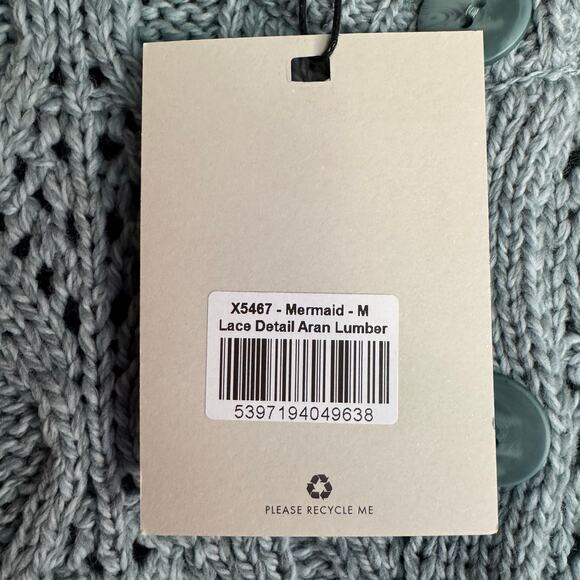 X5467 - Mermaid - M
Lace Detail Aran Lumber
5397194049638
PLEASE RECYCLE ME